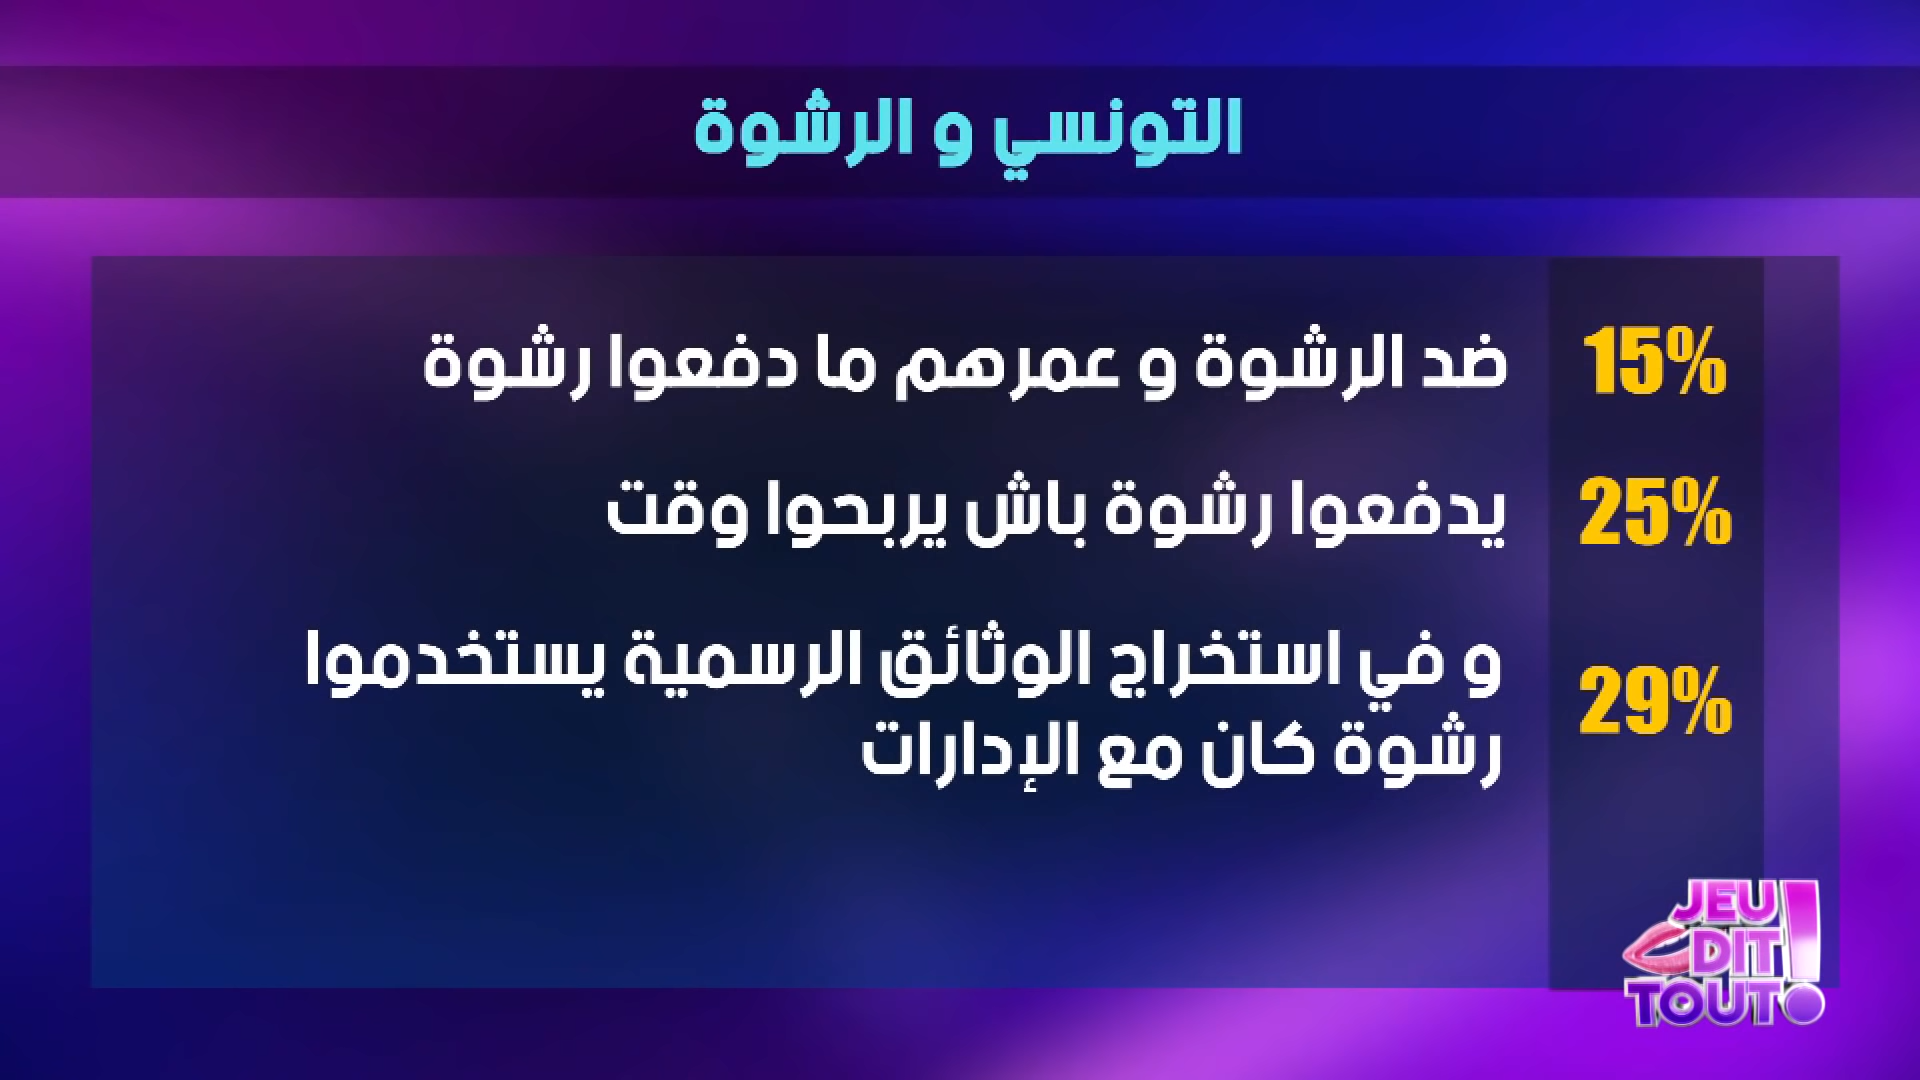 التونسي و الرشوة
15% ضد الرشوة و عمرهم ما دفعوا رشوة
25% يدفعوا رشوة باش يربحوا وقت
29% و في استخراج الوثائق الرسمية يستخدموا
رشوة كان مع الإدارات
JEU
DIT
TOUT!